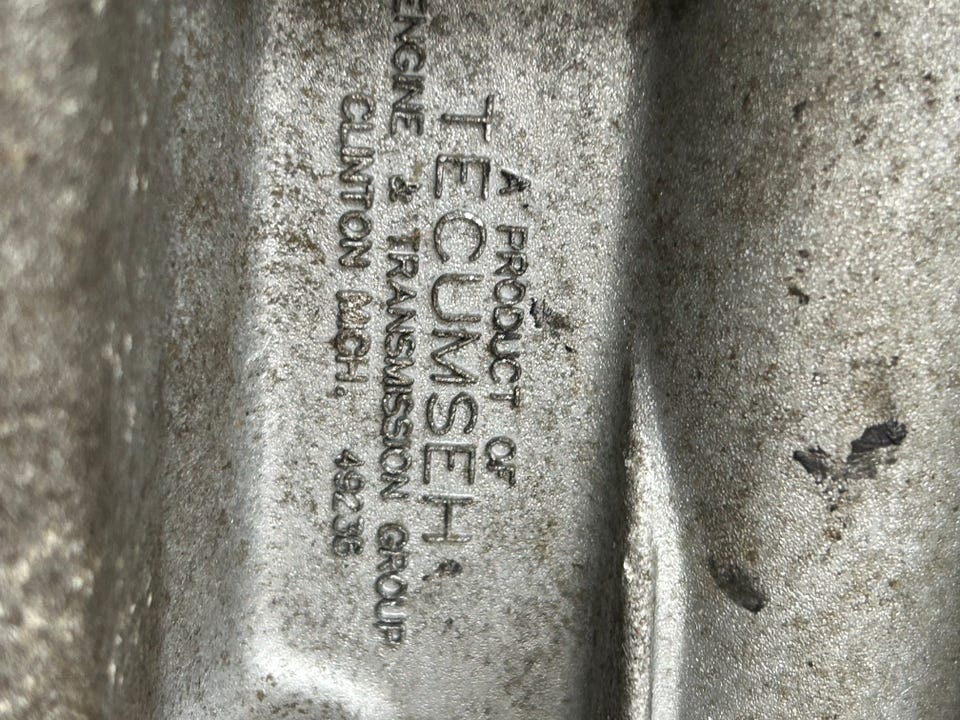 A PRODUCT OF
TECUMSEH
ENGINE & TRANSMISSION GROUP
CLINTON MICH. 49236